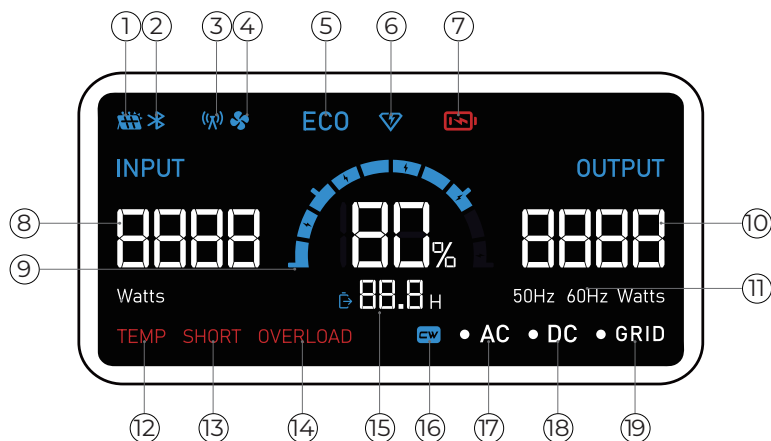 1 2 3 4 5 6 7
ECO
INPUT OUTPUT
8 8888 80% 8888 10
9 11
Watts 88.8 H 50Hz 60Hz Watts
TEMP SHORT OVERLOAD GW • AC • DC • GRID
12 13 14 15 16 17 18 19